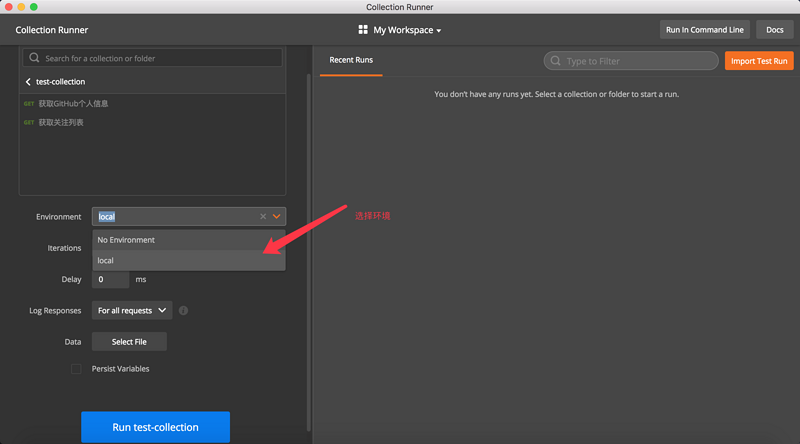 Collection Runner
Collection Runner
My Workspace
Run In Command Line
Docs
Search for a collection or folder
test-collection
GET 获取GitHub个人信息
GET 获取关注列表
Environment
local
No Environment
local
Iterations
Delay
0
ms
Log Responses
For all requests
Data
Select File
Persist Variables
Run test-collection
Recent Runs
Type to Filter
Import Test Run
You don't have any runs yet. Select a collection or folder to start a run.
选择环境